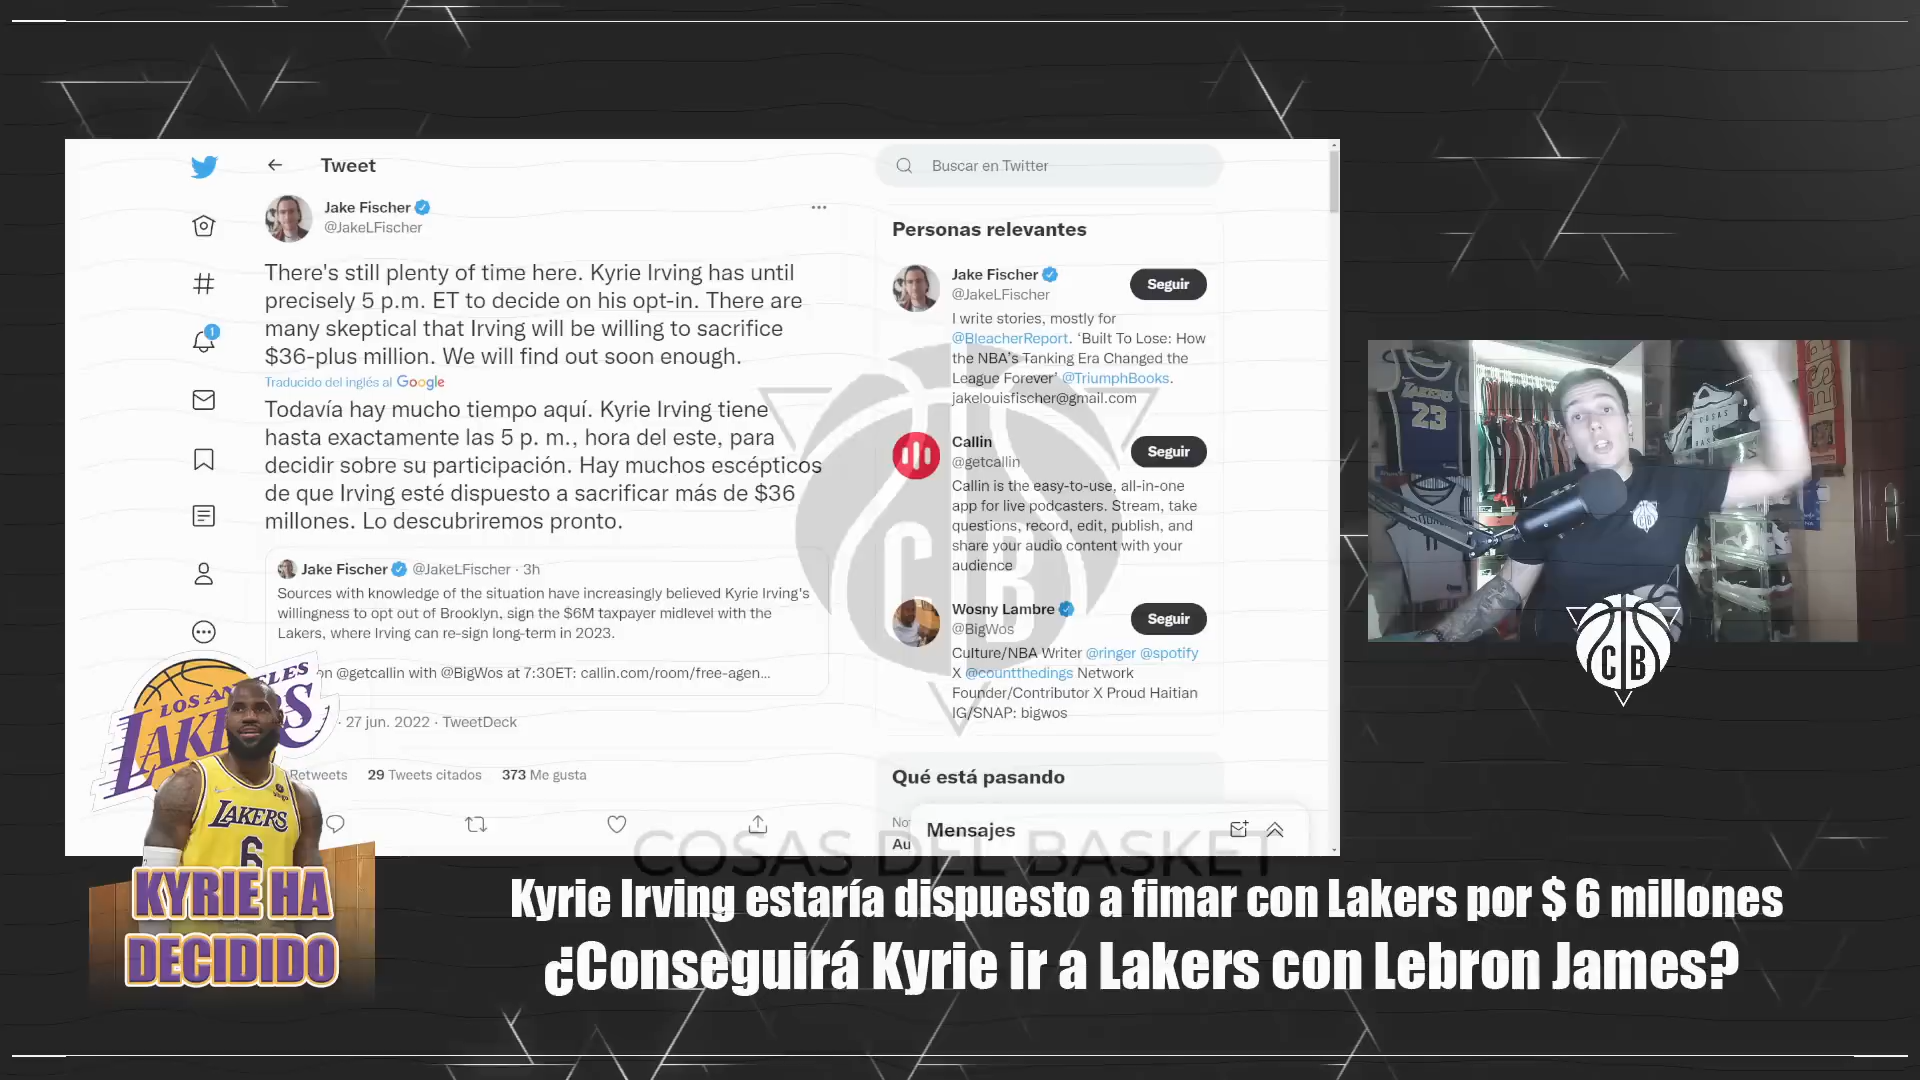 Tweet
Buscar en Twitter
Jake Fischer
@JakeLFischer
There's still plenty of time here. Kyrie Irving has until
precisely 5 p.m. ET to decide on his opt-in. There are
many skeptical that Irving will be willing to sacrifice
$36-plus million. We will find out soon enough.
Traducido del inglés al Google
Todavía hay mucho tiempo aquí. Kyrie Irving tiene
hasta exactamente las 5 p. m., hora del este, para
decidir sobre su participación. Hay muchos escépticos
de que Irving esté dispuesto a sacrificar más de $36
millones. Lo descubriremos pronto.
Jake Fischer @JakeLFischer · 3h
Sources with knowledge of the situation have increasingly believed Kyrie Irving's
willingness to opt out of Brooklyn, sign the $6M taxpayer midlevel with the
Lakers, where Irving can re-sign long-term in 2023.
on @getcallin with @BigWos at 7:30ET: callin.com/room/free-agen...
· 27 jun. 2022 · TweetDeck
Retweets 29 Tweets citados 373 Me gusta
1
Personas relevantes
Jake Fischer
@JakeLFischer
Seguir
I write stories, mostly for
@BleacherReport. ‘Built To Lose: How
the NBA’s Tanking Era Changed the
League Forever’ @TriumphBooks.
jakelouisfischer@gmail.com
Callin
@getcallin
Seguir
Callin is the easy-to-use, all-in-one
app for live podcasters. Stream, take
questions, record, edit, publish, and
share your audio content with your
audience
Wosny Lambre
@BigWos
Seguir
Culture/NBA Writer @ringer @spotify
X @countthedings Network
Founder/Contributor X Proud Haitian
IG/SNAP: bigwos
Qué está pasando
Mensajes
Au
CB
COSAS DEL BASKET
LAKERS
23
COSAS
DEL
CB
CB
LOS ANGELES
LAKERS
LAKERS
6
KYRIE HA
DECIDIDO
Kyrie Irving estaría dispuesto a fimar con Lakers por $ 6 millones
¿Conseguirá Kyrie ir a Lakers con Lebron James?